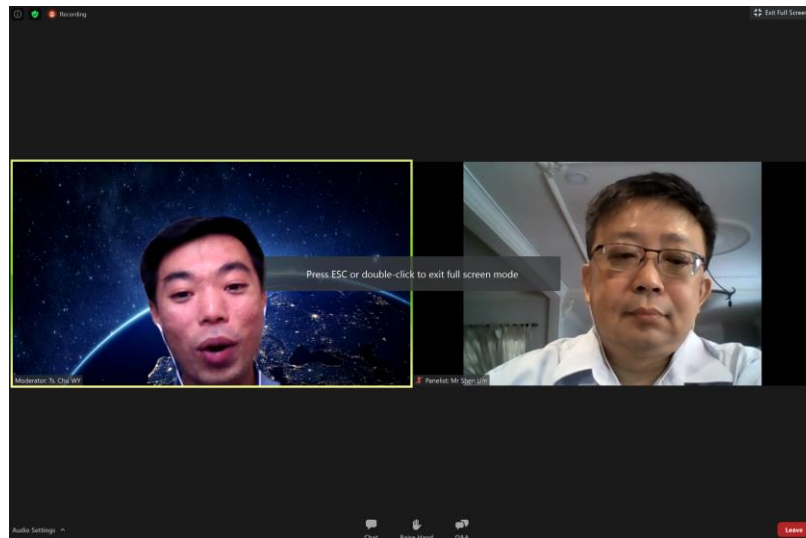 Recording
Exit Full Screen
Press ESC or double-click to exit full screen mode
Moderator: Ts. Chu WY
Panelist: Mr Shen Lim
Audio Settings
Chat
Raise Hand
Q&A
Leave